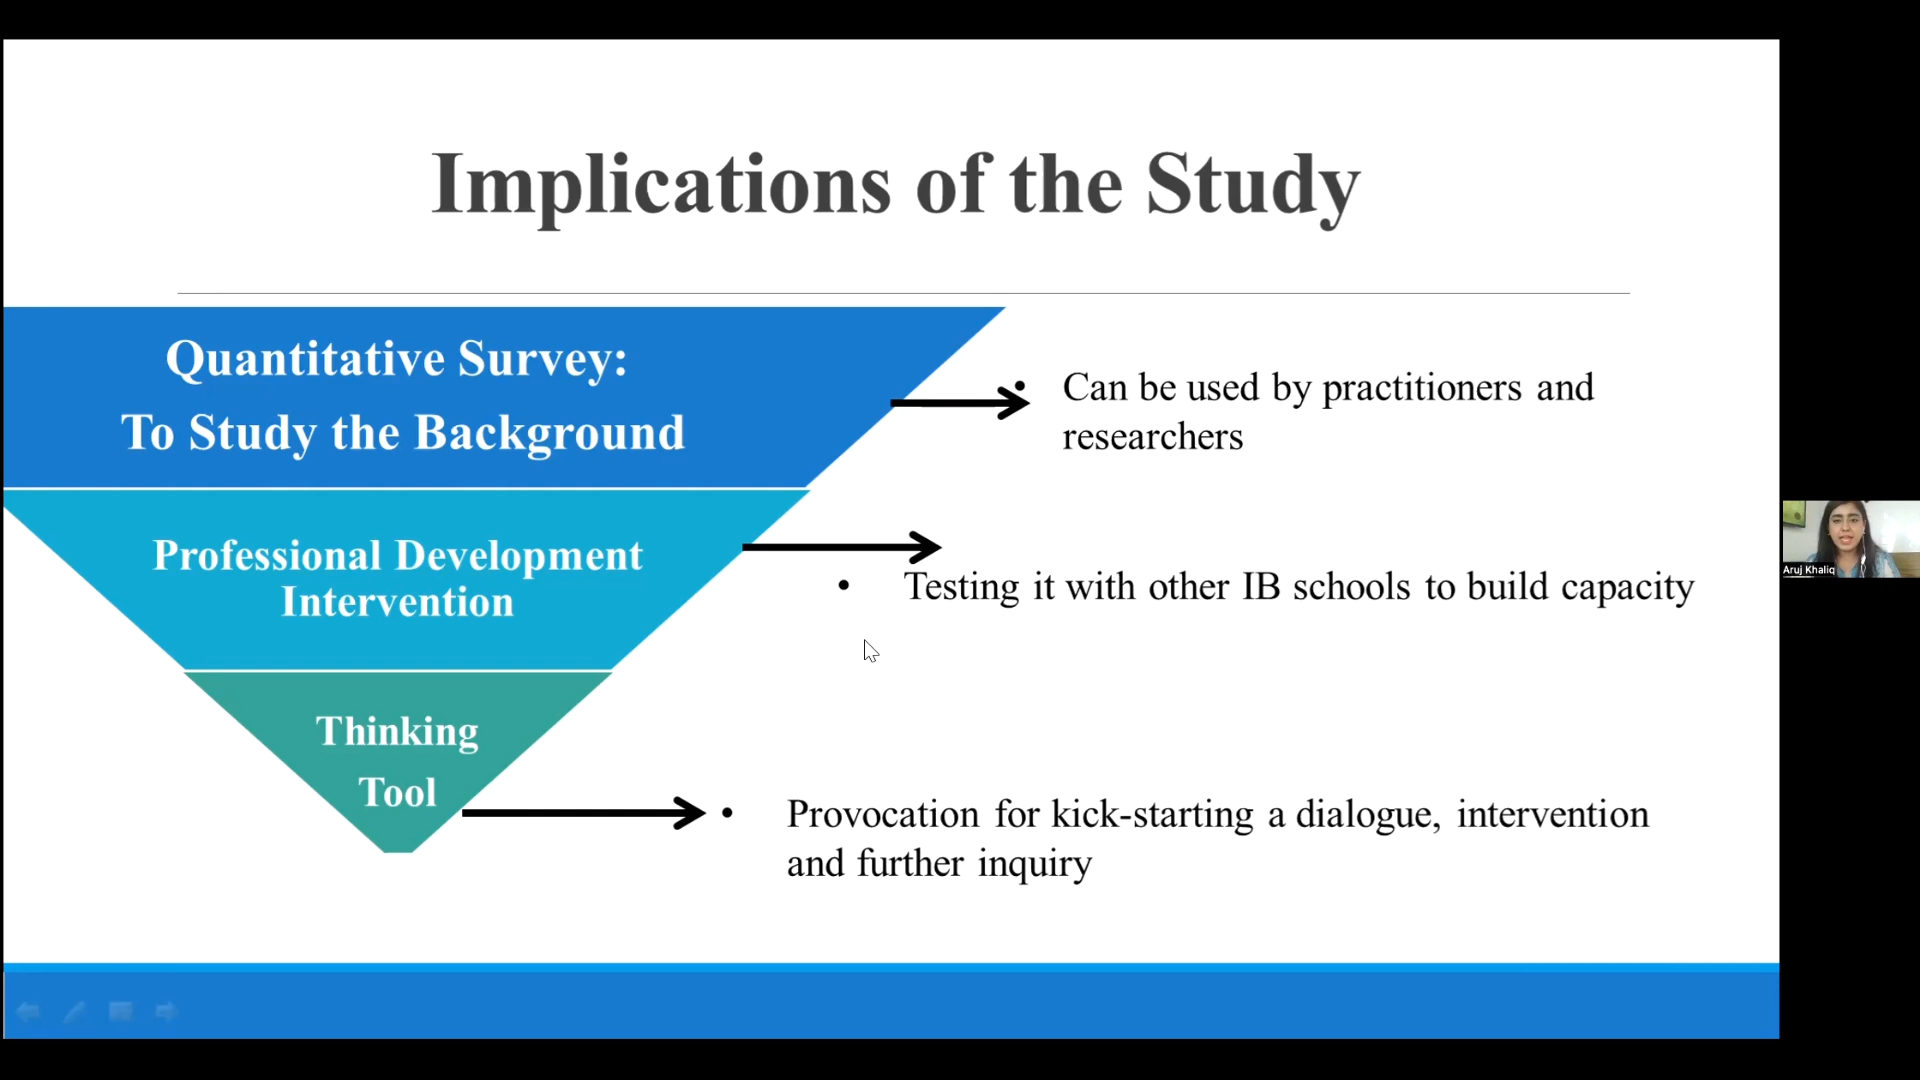 Implications of the Study
Quantitative Survey:
To Study the Background
• Can be used by practitioners and
researchers
Professional Development
Intervention
• Testing it with other IB schools to build capacity
Thinking
Tool
• Provocation for kick-starting a dialogue, intervention
and further inquiry
Aruj Khaliq